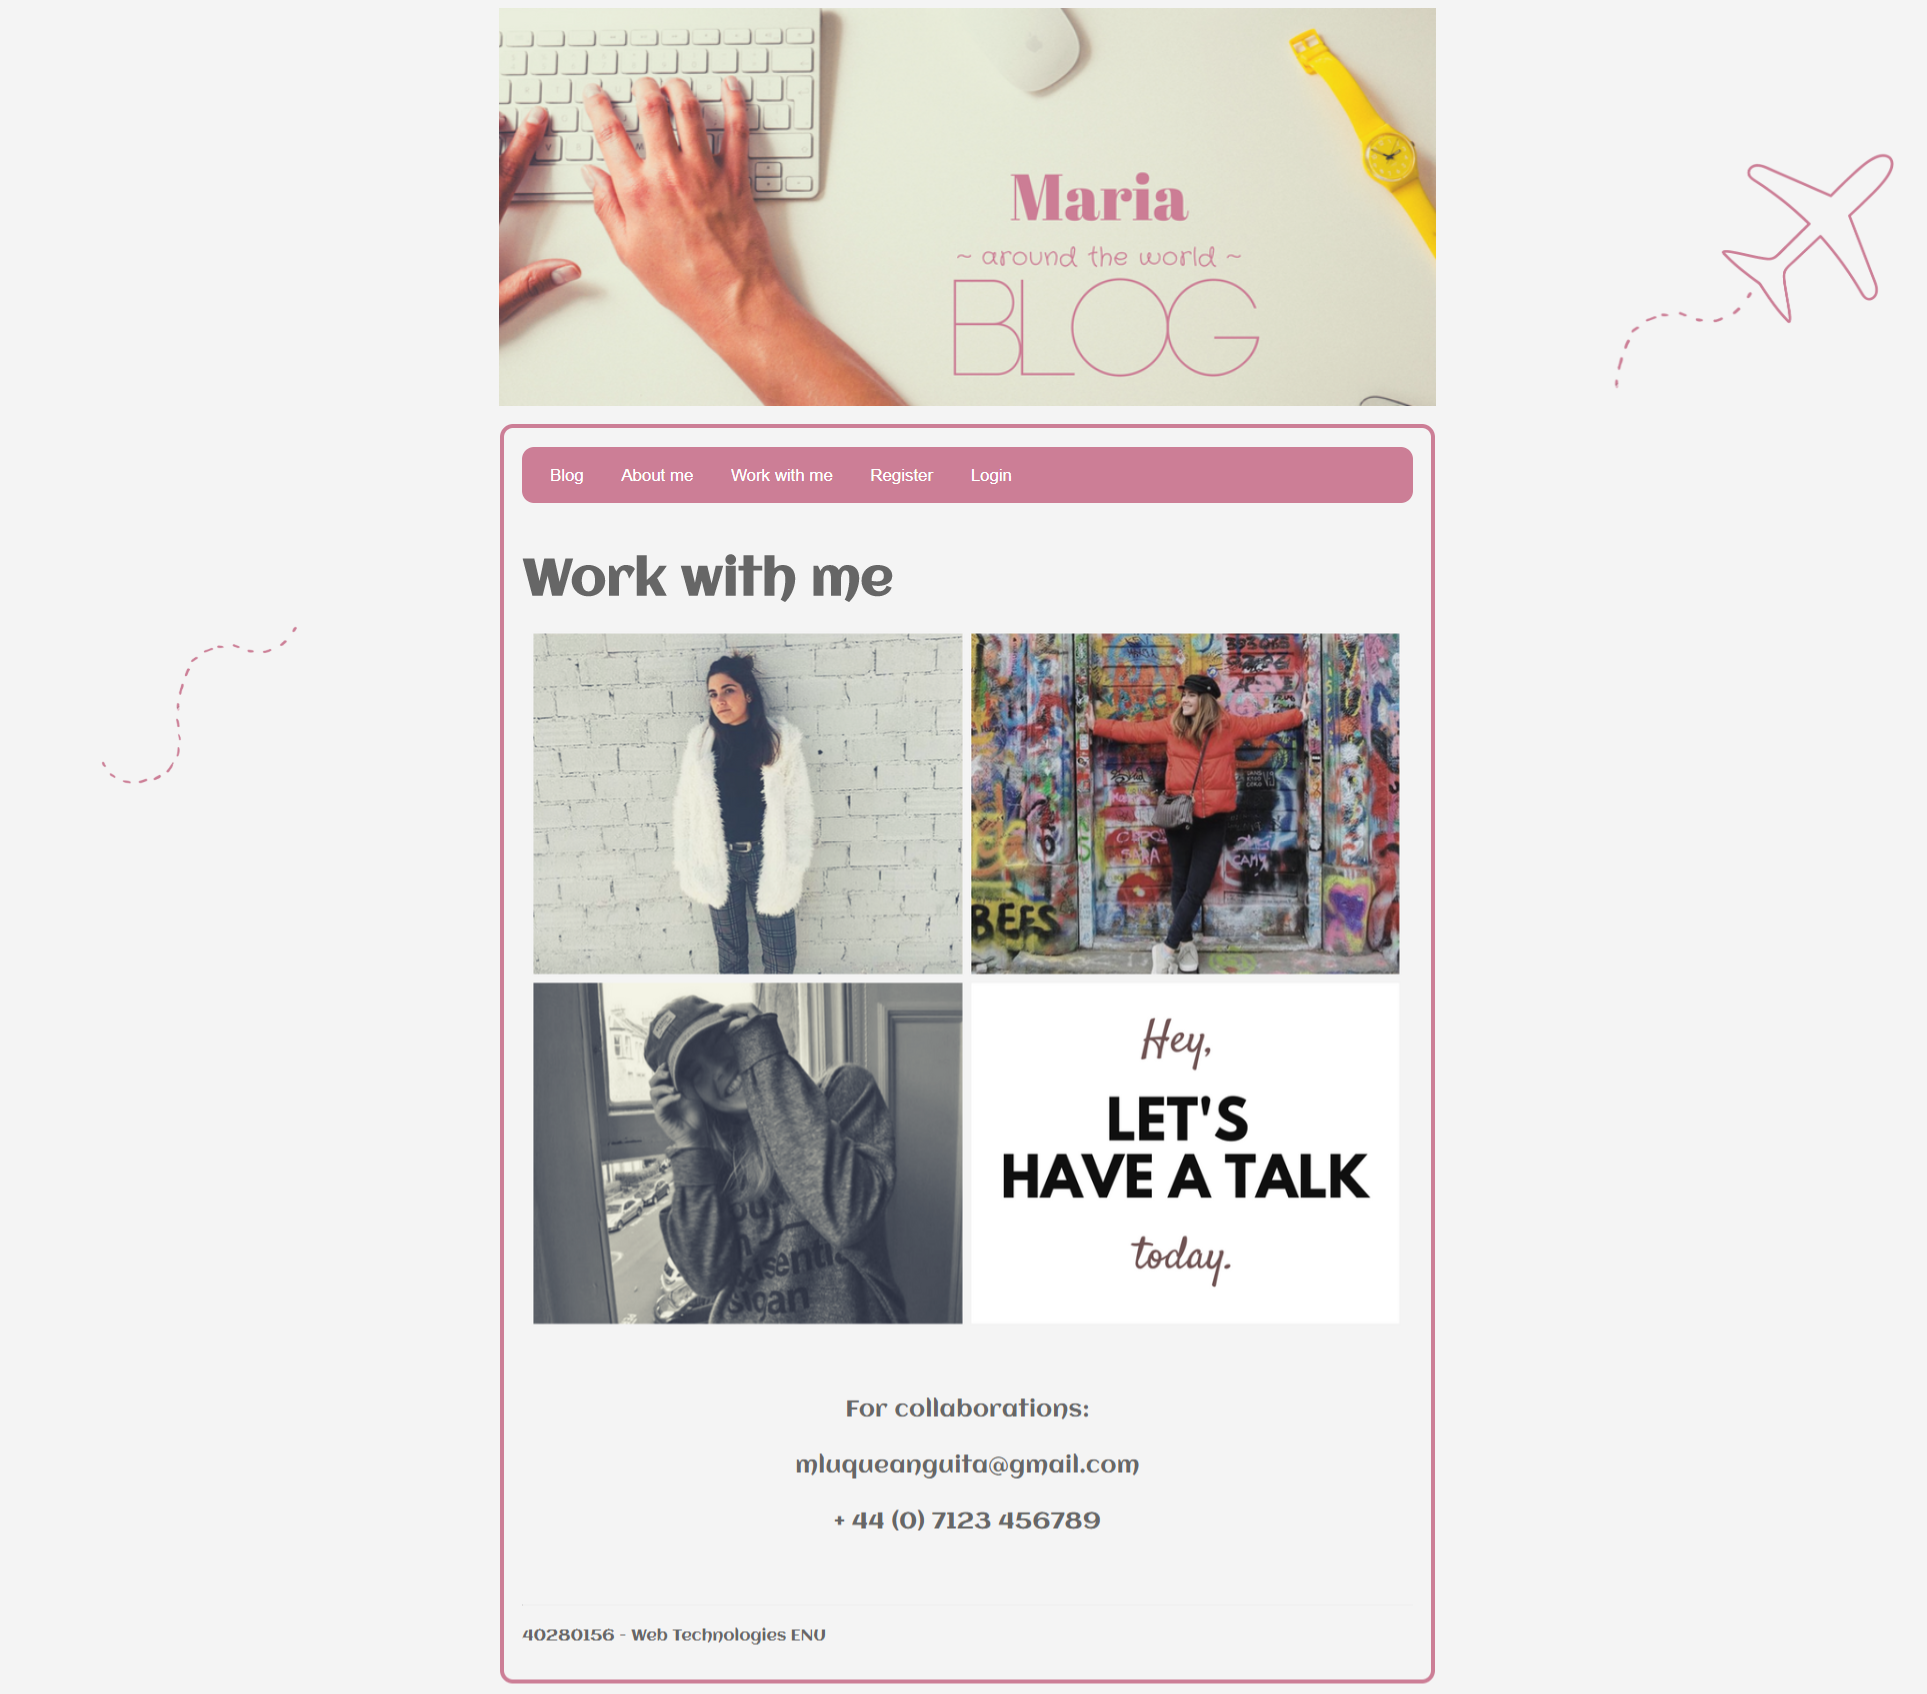 Maria
~ around the world ~
BLOG
Blog
About me
Work with me
Register
Login
Work with me
BEES
CAMY
Hey,
LET'S
HAVE A TALK
today.
For collaborations:
mluqueanguita@gmail.com
+ 44 (0) 7123 456789
40280156 - Web Technologies ENU